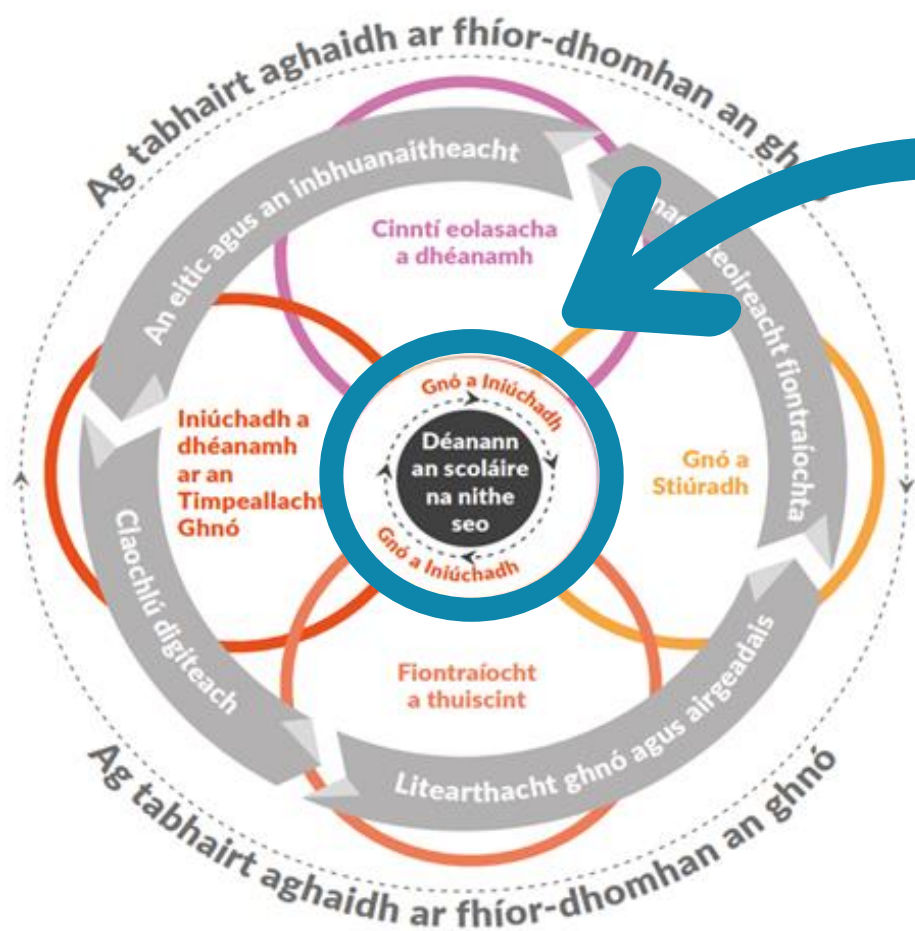 Ag tabhairt aghaidh ar fhíor-dhomhan an
An eitic agus an inbhuanaitheacht
fiontraíochta
Cinntí eolasacha
a dhéanamh
Iniúchadh a
dhéanamh
ar an
Timpeallacht
Ghnó
Gnó a Iniúchadh
Déanann
an scoláire
na nithe
seo
Gnó a Iniúchadh
Gnó a
Stiúradh
Claochlú digiteach
Fiontraíocht
a thuiscint
Litearthacht ghnó agus airgeadais
Ag tabhairt aghaidh ar fhíor-dhomhan an ghnó